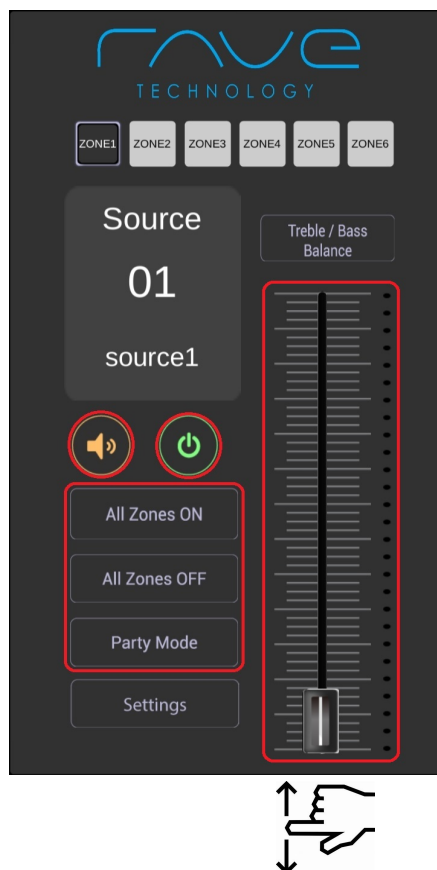 rave
TECHNOLOGY
ZONE1 ZONE2 ZONE3 ZONE4 ZONE5 ZONE6
Source
01
source1
Treble / Bass
Balance
All Zones ON
All Zones OFF
Party Mode
Settings